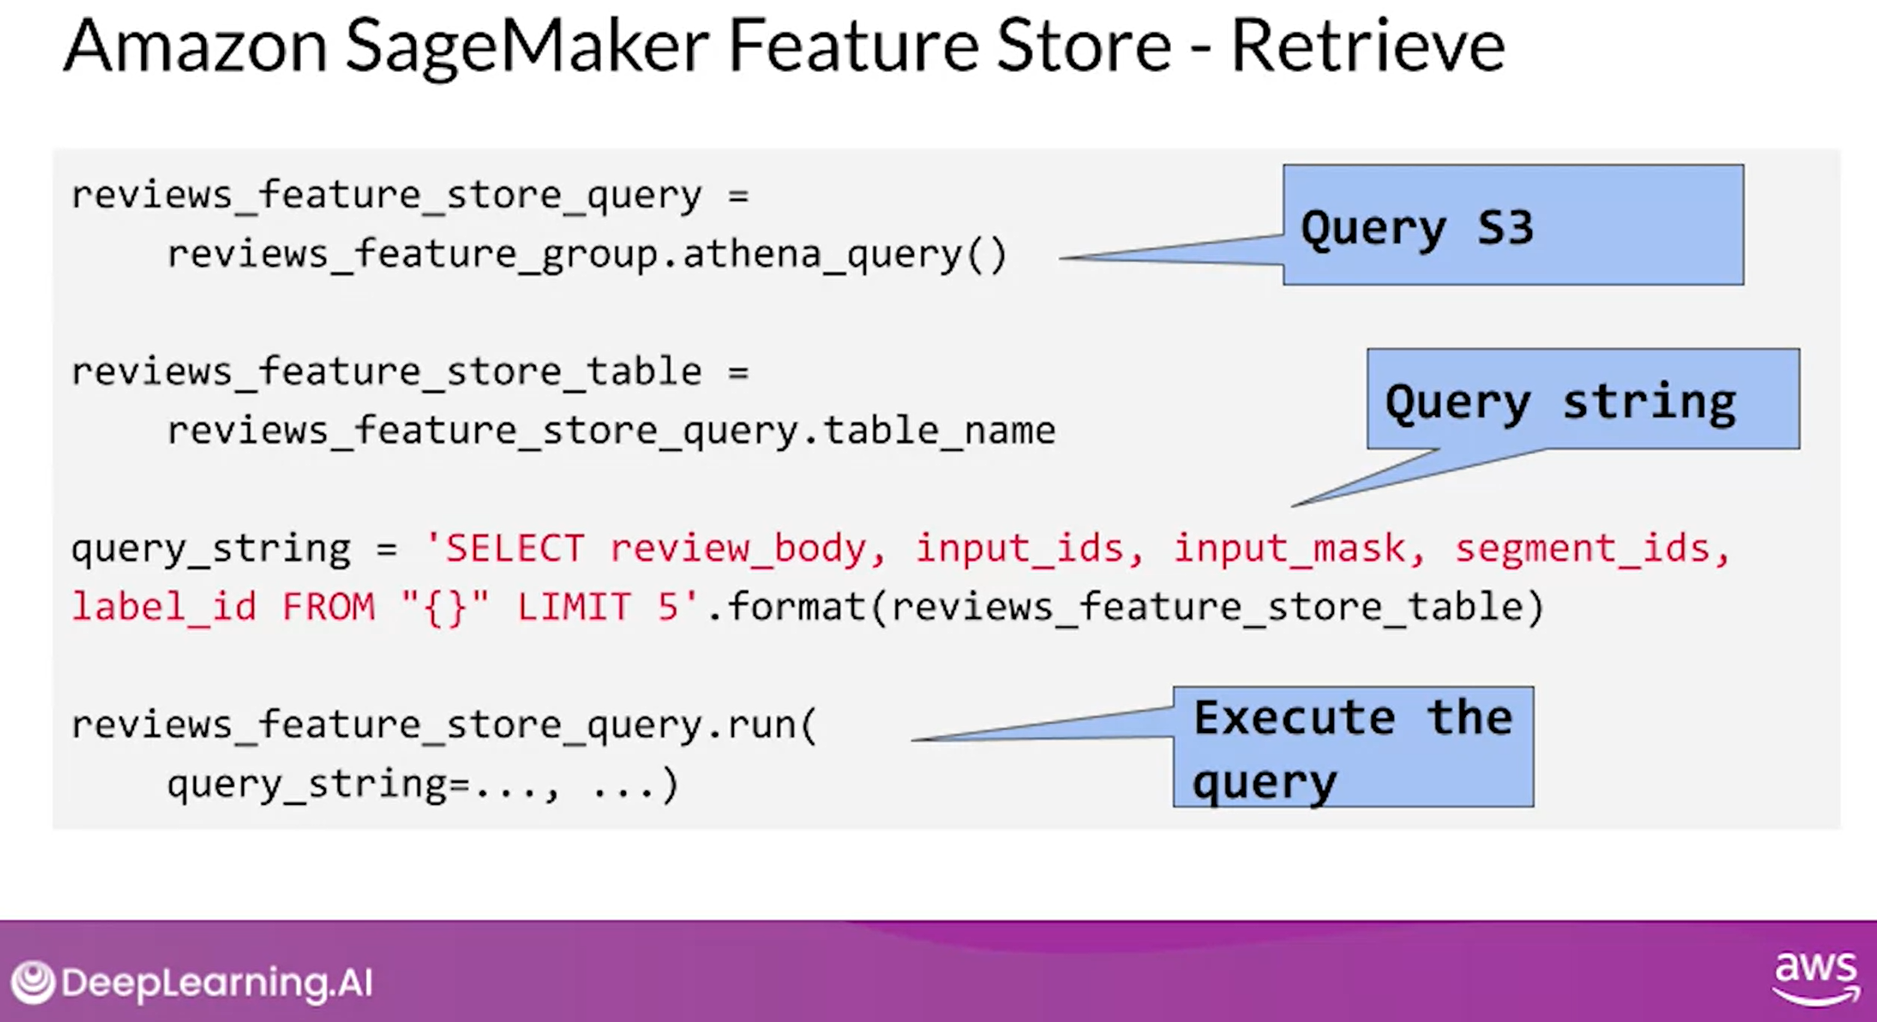 Amazon SageMaker Feature Store - Retrieve
reviews_feature_store_query =
reviews_feature_group.athena_query()
Query S3
reviews_feature_store_table =
reviews_feature_store_query.table_name
Query string
query_string = 'SELECT review_body, input_ids, input_mask, segment_ids,
label_id FROM "{}" LIMIT 5'.format(reviews_feature_store_table)
reviews_feature_store_query.run(
query_string=..., ...)
Execute the
query
DeepLearning.AI
aws